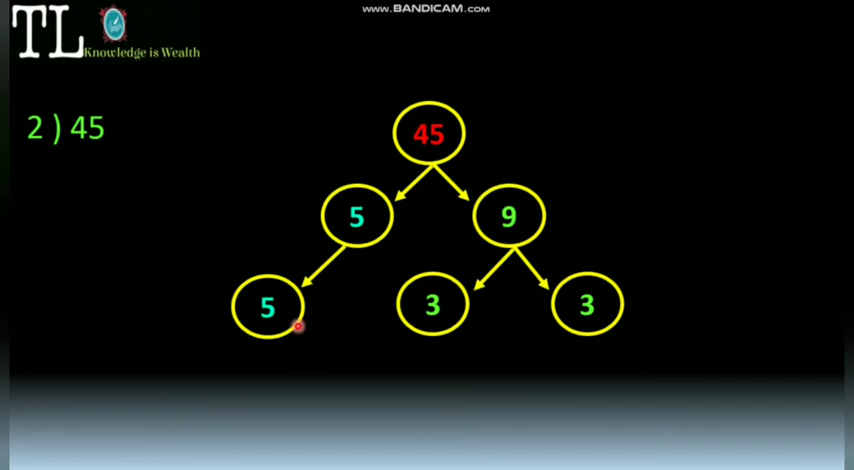 WWW.BANDICAM.COM
TL
Knowledge is Wealth
2 ) 45
45
5 9
5 3 3